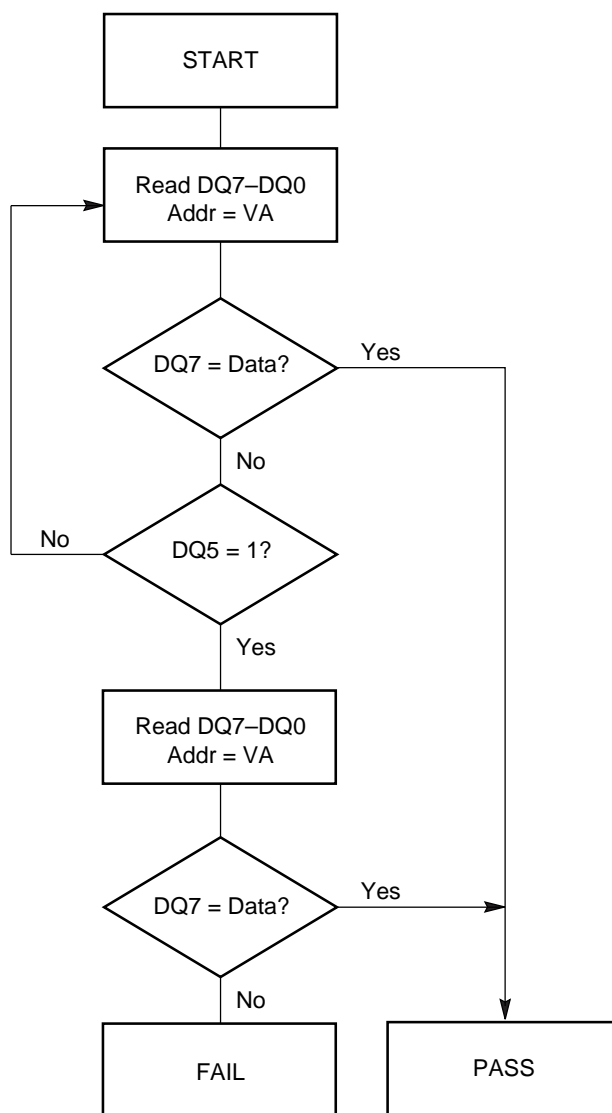 START
Read DQ7–DQ0
Addr = VA
DQ7 = Data?
Yes
No
No
DQ5 = 1?
Yes
Read DQ7–DQ0
Addr = VA
DQ7 = Data?
Yes
No
FAIL
PASS